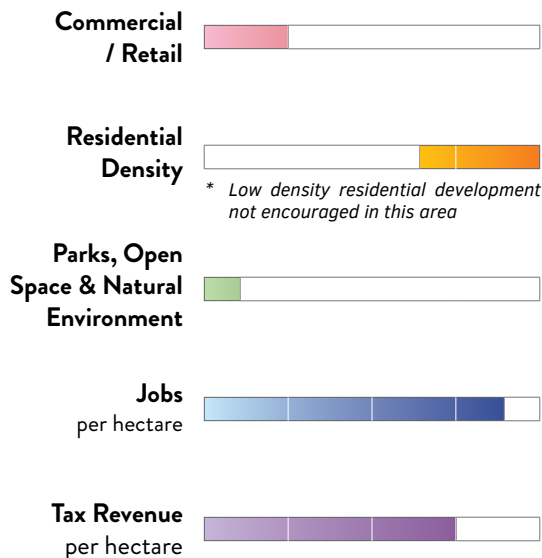 Commercial
/ Retail
Residential
Density
* Low density residential development
not encouraged in this area
Parks, Open
Space & Natural
Environment
Jobs
per hectare
Tax Revenue
per hectare